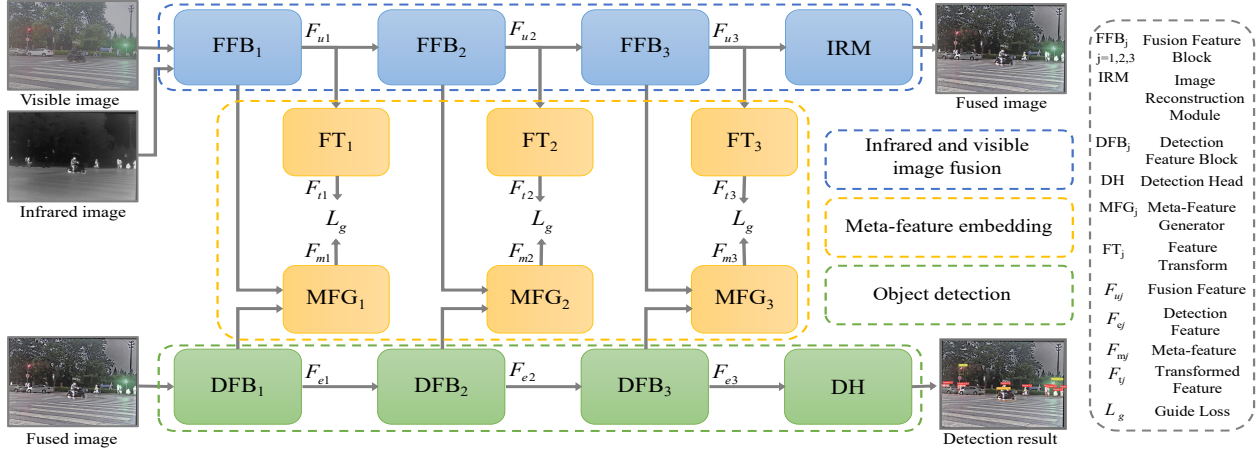 FFB1
Fu1
FFB2
Fu2
FFB3
Fu3
IRM
Visible image
Fused image
FT1
FT2
FT3
Infrared and visible
image fusion
Ft1
Ft2
Ft3
Infrared image
Lg
Lg
Lg
Meta-feature embedding
Fm1
Fm2
Fm3
MFG1
MFG2
MFG3
Object detection
DFB1
Fe1
DFB2
Fe2
DFB3
Fe3
DH
Fused image
Detection result
FFBj Fusion Feature
j=1,2,3 Block
IRM Image
Reconstruction
Module
DFBj Detection
Feature Block
DH Detection Head
MFGj Meta-Feature
Generator
FTj Feature
Transform
Fuj Fusion Feature
Fej Detection
Feature
Fmj Meta-feature
Ftj Transformed
Feature
Lg Guide Loss